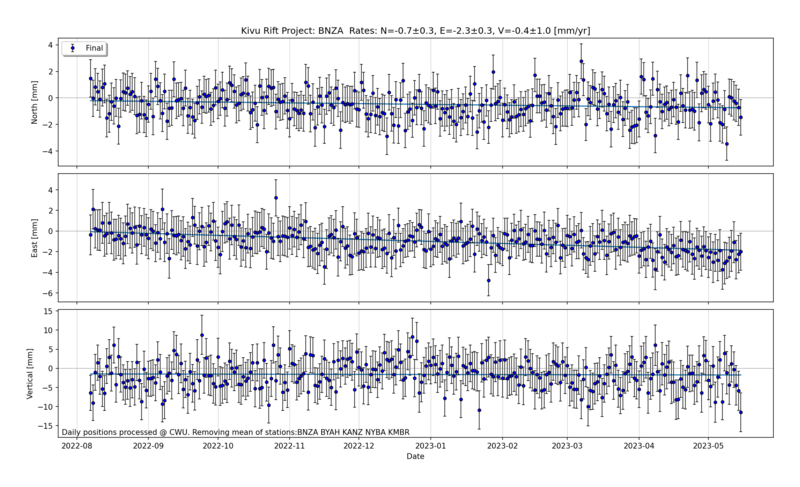 Kivu Rift Project: BNZA Rates: N=-0.7±0.3, E=-2.3±0.3, V=-0.4±1.0 [mm/yr]
Final
North [mm]
4
2
0
−2
−4
East [mm]
4
2
0
−2
−4
−6
Vertical [mm]
15
10
5
0
−5
−10
−15
Daily positions processed @ CWU. Removing mean of stations:BNZA BYAH KANZ NYBA KMBR
2022-08 2022-09 2022-10 2022-11 2022-12 2023-01 2023-02 2023-03 2023-04 2023-05
Date